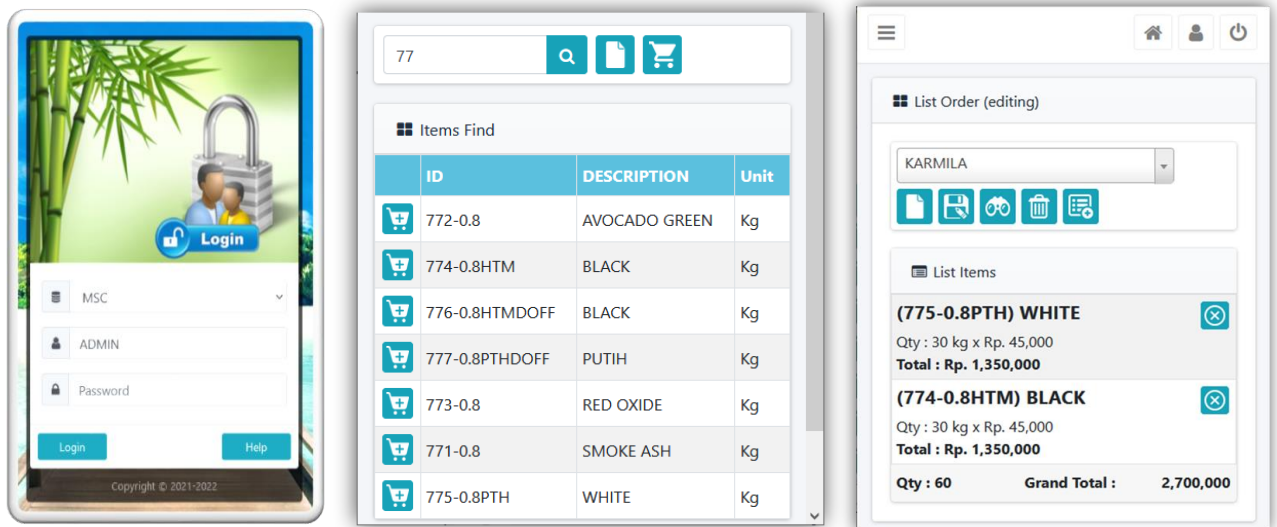 Login
MSC
ADMIN
Password
Login Help
Copyright © 2021-2022
77
Items Find
ID DESCRIPTION Unit
772-0.8 AVOCADO GREEN Kg
774-0.8HTM BLACK Kg
776-0.8HTMDOFF BLACK Kg
777-0.8PTHDOFF PUTIH Kg
773-0.8 RED OXIDE Kg
771-0.8 SMOKE ASH Kg
775-0.8PTH WHITE Kg
List Order (editing)
KARMILA
List Items
(775-0.8PTH) WHITE
Qty : 30 kg x Rp. 45,000
Total : Rp. 1,350,000
(774-0.8HTM) BLACK
Qty : 30 kg x Rp. 45,000
Total : Rp. 1,350,000
Qty : 60 Grand Total : 2,700,000